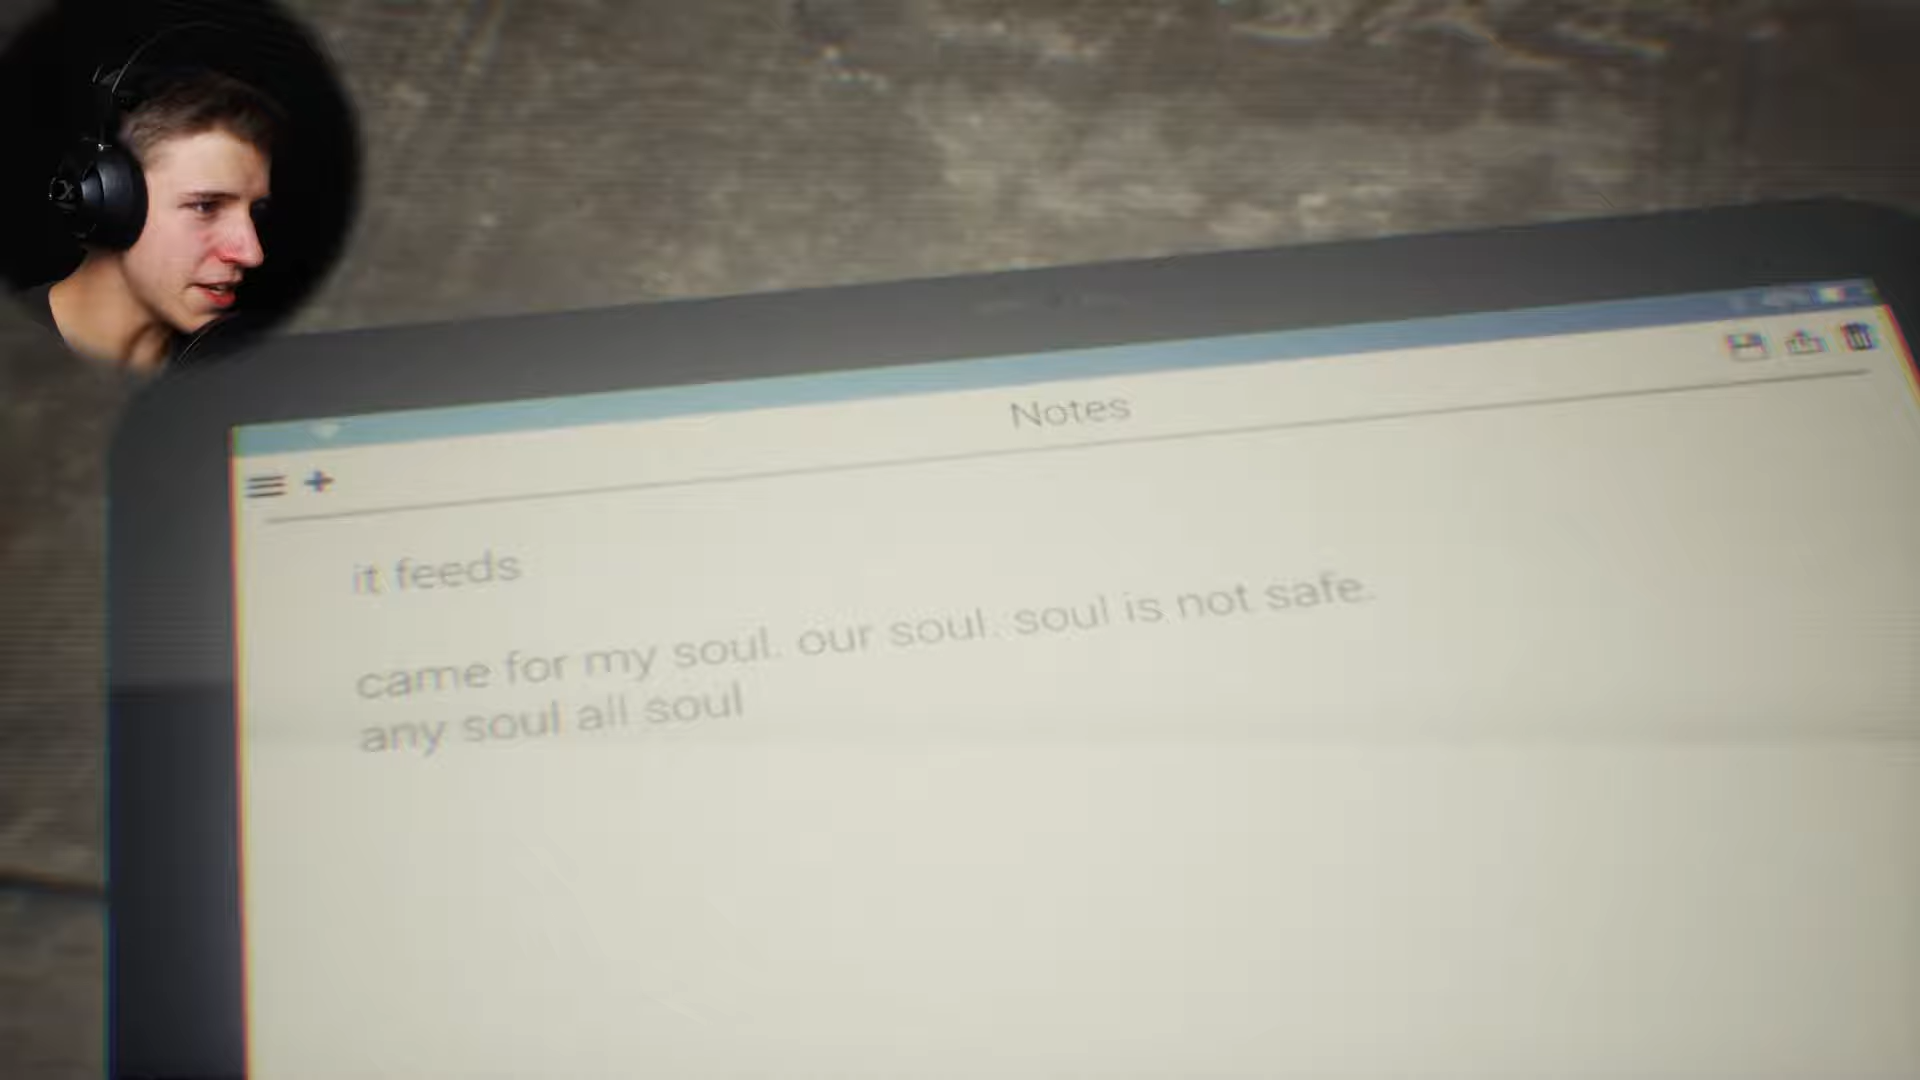 Notes
it feeds
came for my soul. our soul. soul is not safe.
any soul all soul